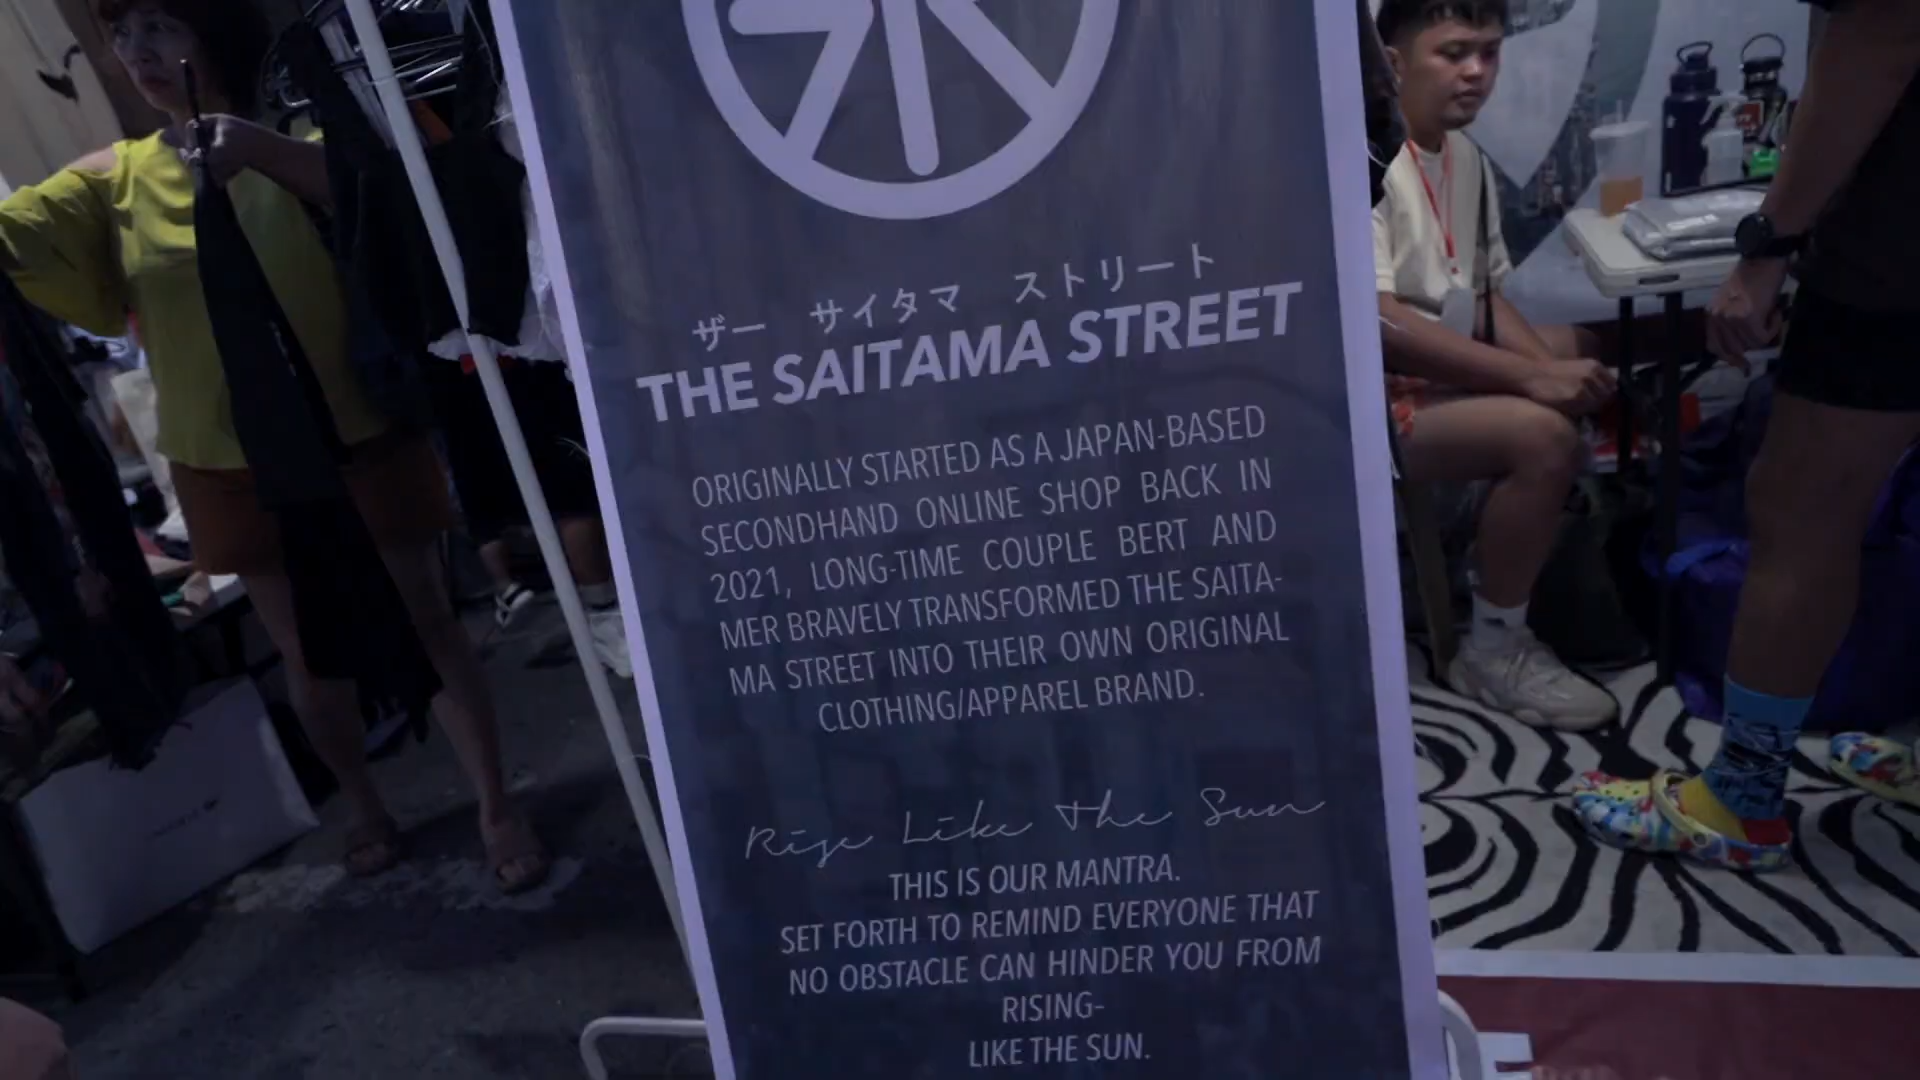 ザー サイタマ ストリート
THE SAITAMA STREET
ORIGINALLY STARTED AS A JAPAN-BASED
SECONDHAND ONLINE SHOP BACK IN
2021, LONG-TIME COUPLE BERT AND
MER BRAVELY TRANSFORMED THE SAITA-
MA STREET INTO THEIR OWN ORIGINAL
CLOTHING/APPAREL BRAND.
Rise Like the Sun
THIS IS OUR MANTRA.
SET FORTH TO REMIND EVERYONE THAT
NO OBSTACLE CAN HINDER YOU FROM
RISING-
LIKE THE SUN.